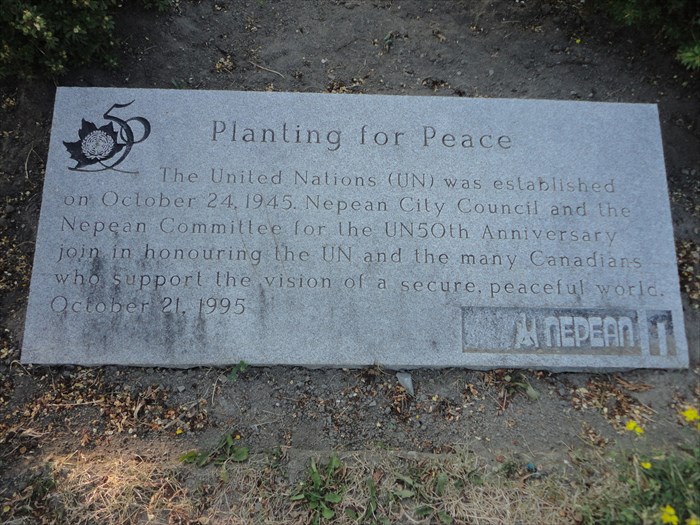 50
Planting for Peace
The United Nations (UN) was established
on October 24, 1945. Nepean City Council and the
Nepean Committee for the UN50th Anniversary
join in honouring the UN and the many Canadians
who support the vision of a secure, peaceful world.
October 21, 1995
NEPEAN